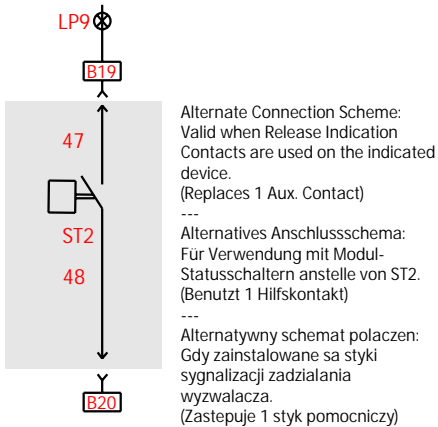 LP9
B19
47
ST2
48
B20
Alternate Connection Scheme:
Valid when Release Indication
Contacts are used on the indicated
device.
(Replaces 1 Aux. Contact)
---
Alternatives Anschlussschema:
Für Verwendung mit Modul-
Statusschaltern anstelle von ST2.
(Benutzt 1 Hilfskontakt)
---
Alternatywny schemat polaczen:
Gdy zainstalowane sa styki
sygnalizacji zadzialania
wyzwalacza.
(Zastepuje 1 styk pomocniczy)